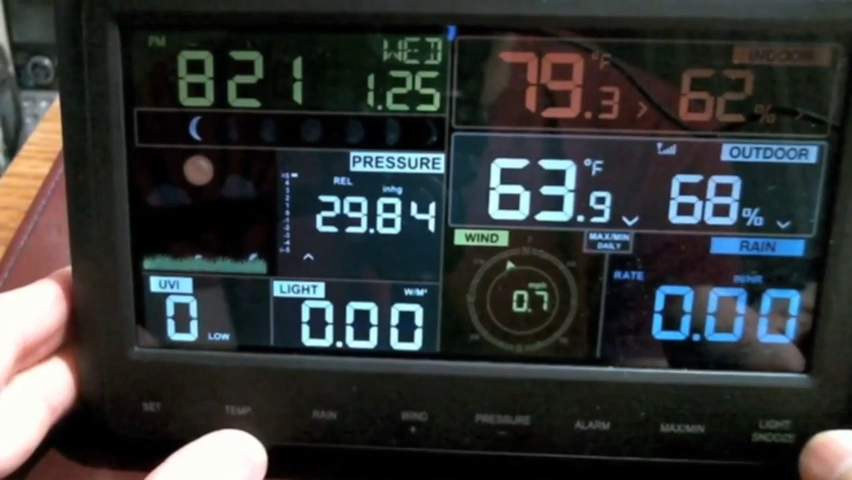 PM 8 21 WED
1.25
79.3 °F 62% INDOOR
PRESSURE
REL inhg
29.84
63.9 °F 68% OUTDOOR
WIND
mph
0.7
MAX/MIN
DAILY
RAIN
RATE IN/HR
0.00
UVI
0 LOW
LIGHT W/M²
0.00
SET TEMP. RAIN WIND + PRESSURE - ALARM MAX/MIN LIGHT
SNOOZE